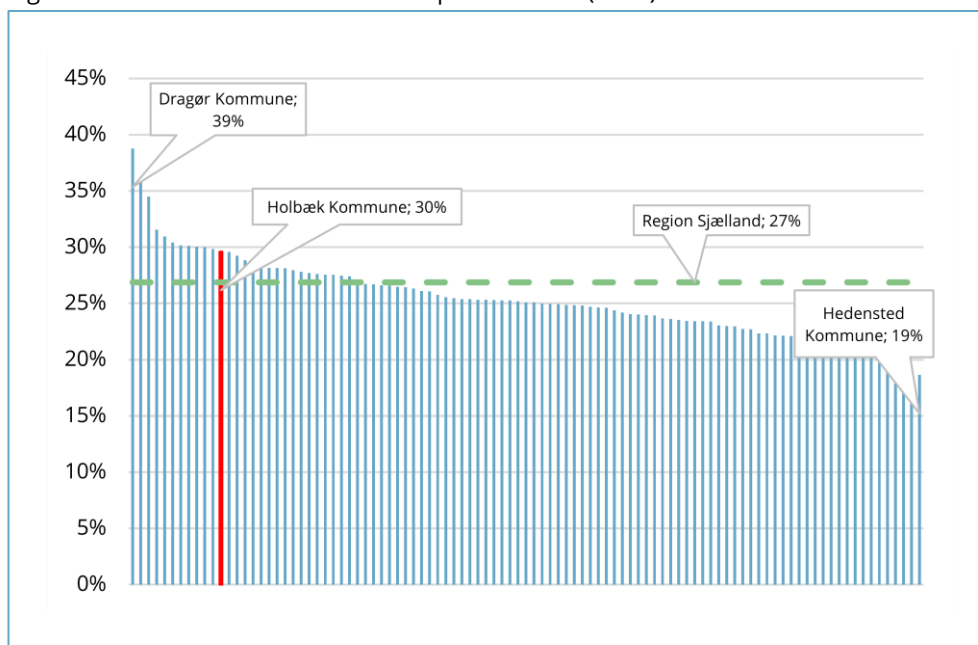 45%
Dragør Kommune;
39%
40%
35%
Holbæk Kommune; 30%
Region Sjælland; 27%
30%
25%
Hedensted
Kommune; 19%
20%
15%
10%
5%
0%